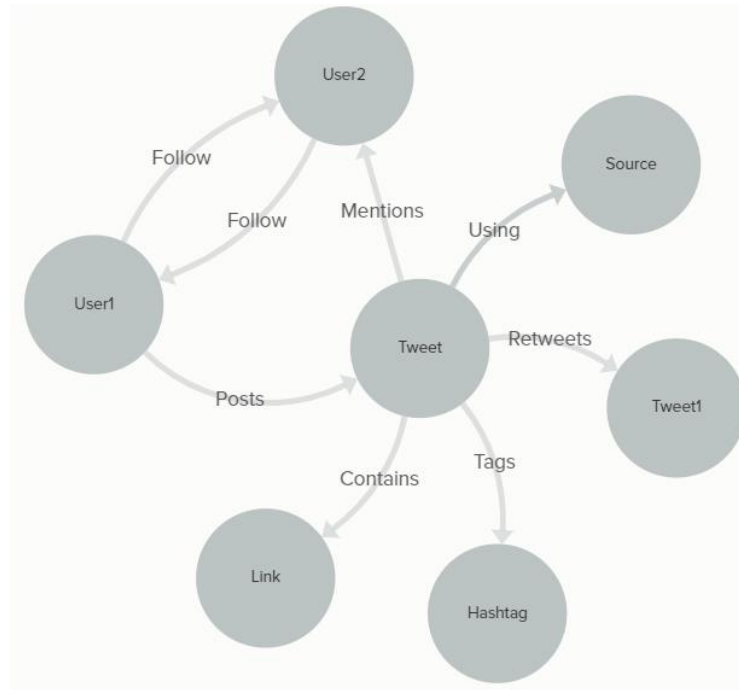 User2
Follow
Source
Follow
Mentions
Using
User1
Tweet
Retweets
Posts
Tweet1
Contains
Tags
Link
Hashtag